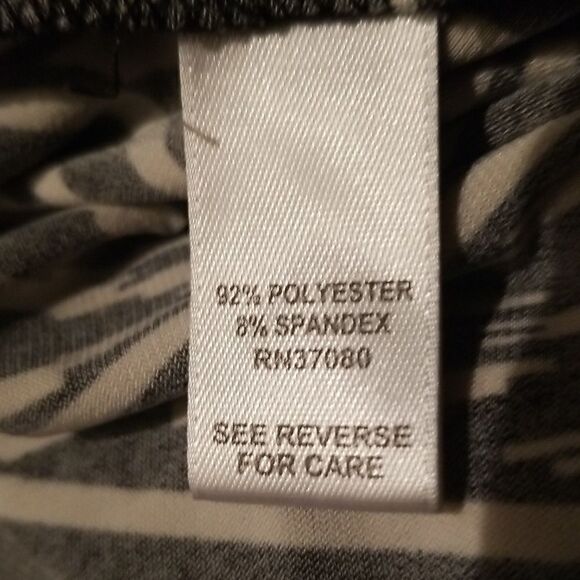 92% POLYESTER
8% SPANDEX
RN37080
SEE REVERSE
FOR CARE